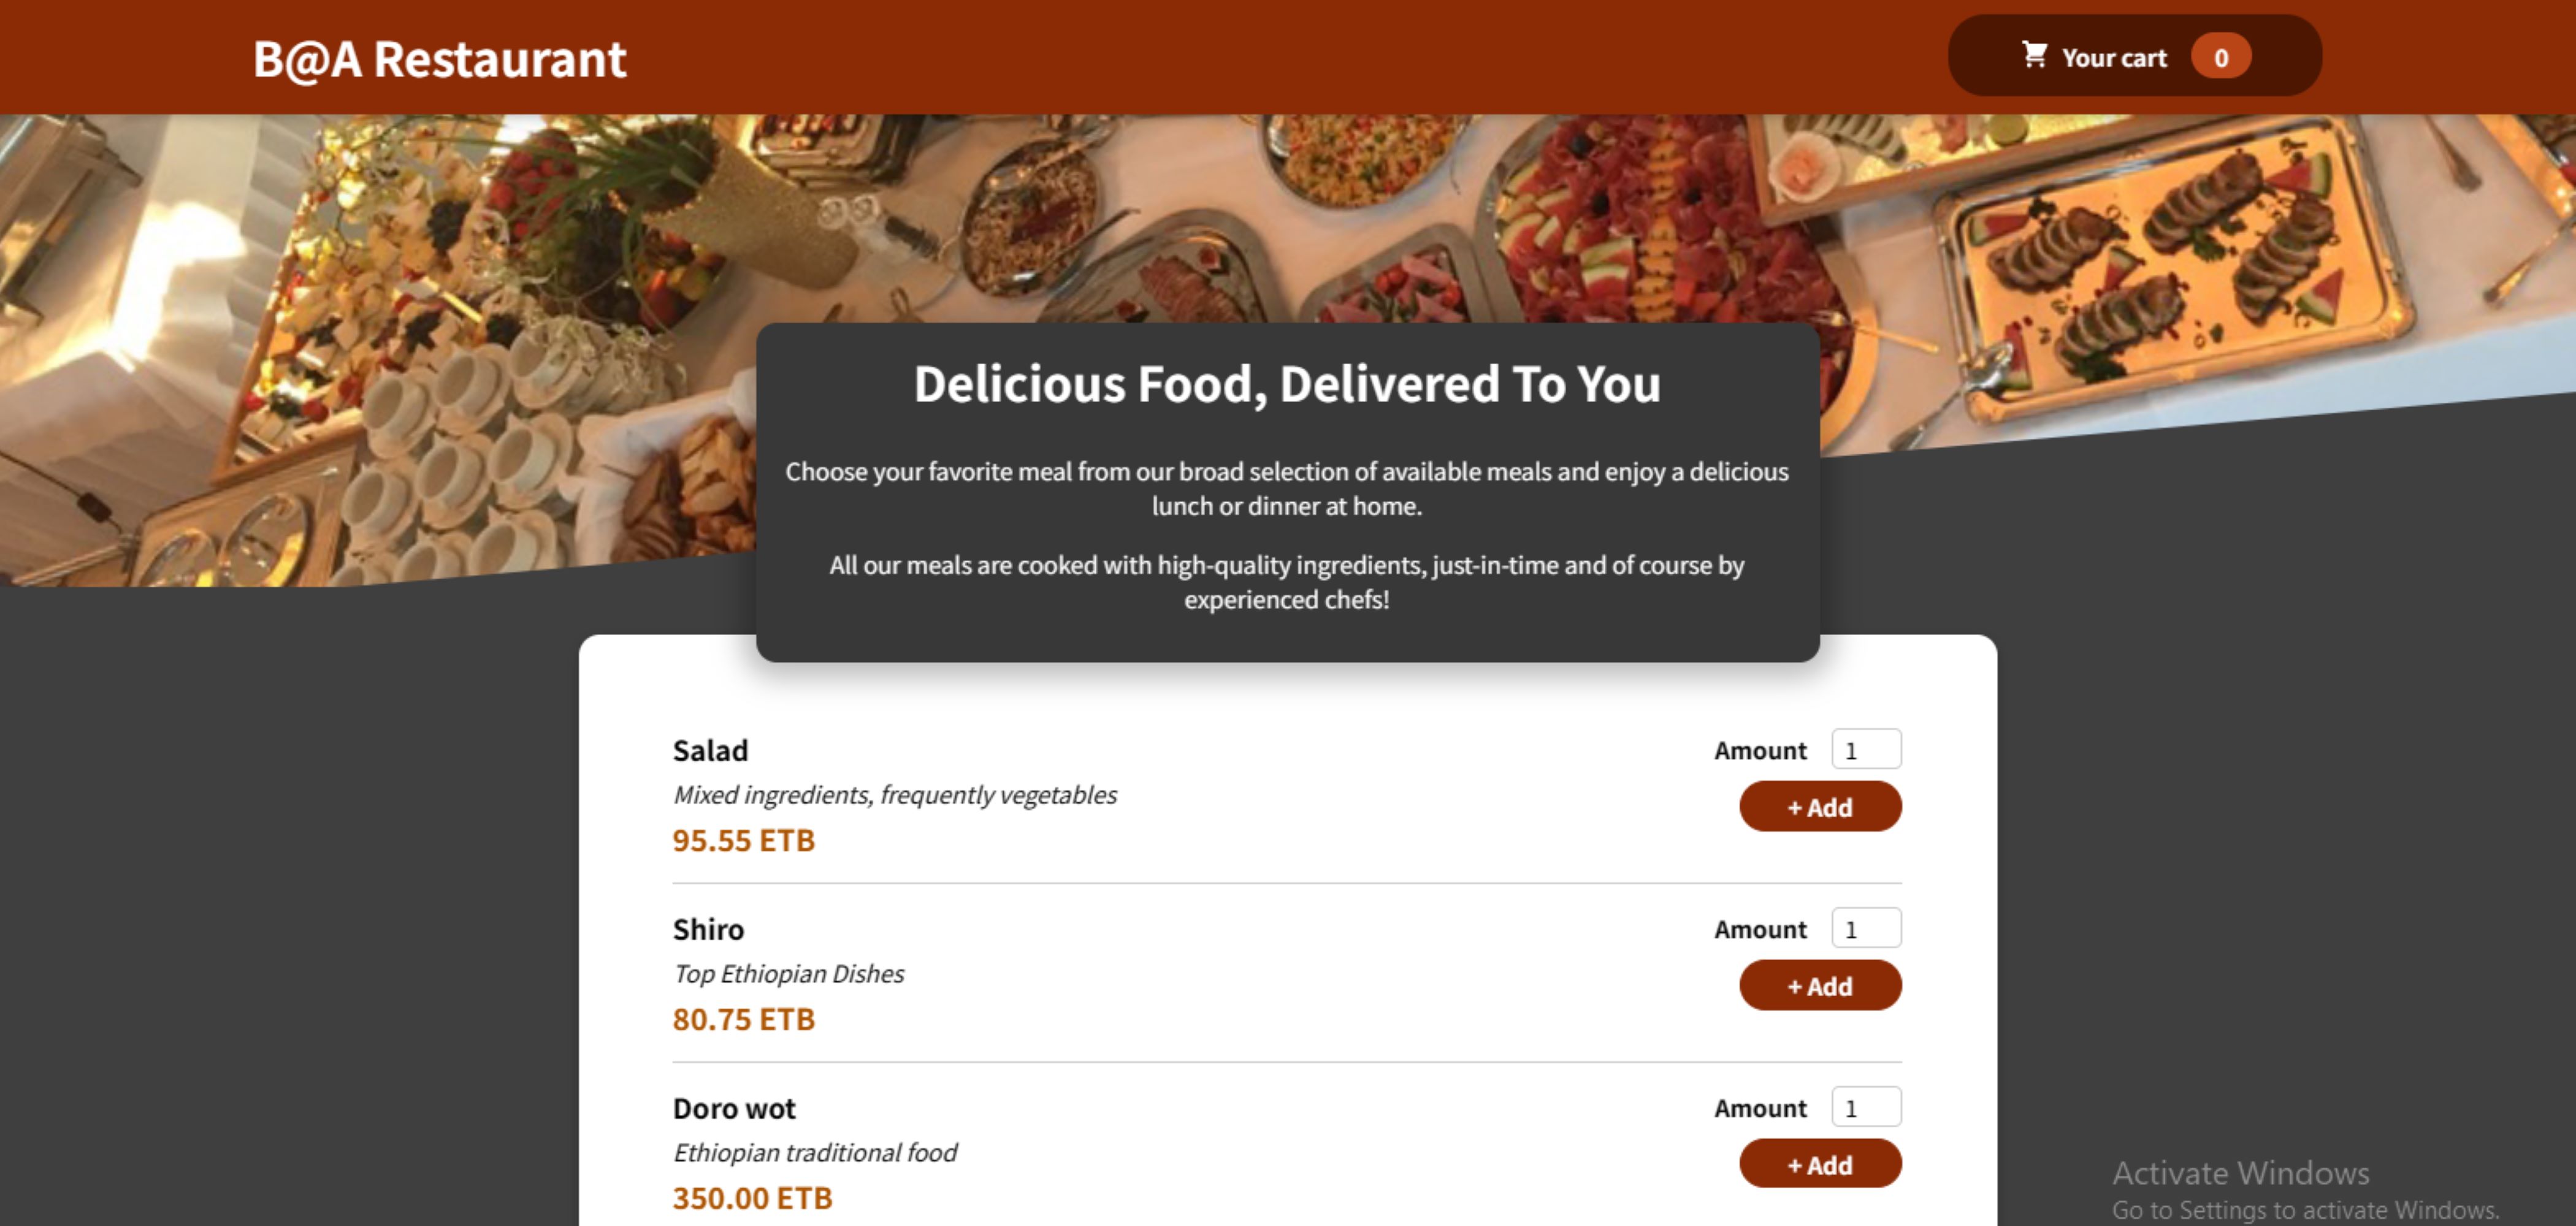 B@A Restaurant
Your cart 0
Delicious Food, Delivered To You
Choose your favorite meal from our broad selection of available meals and enjoy a delicious
lunch or dinner at home.
All our meals are cooked with high-quality ingredients, just-in-time and of course by
experienced chefs!
Salad
Amount 1
Mixed ingredients, frequently vegetables
+ Add
95.55 ETB
Shiro
Amount 1
Top Ethiopian Dishes
+ Add
80.75 ETB
Doro wot
Amount 1
Ethiopian traditional food
+ Add
350.00 ETB
Activate Windows
Go to Settings to activate Windows.